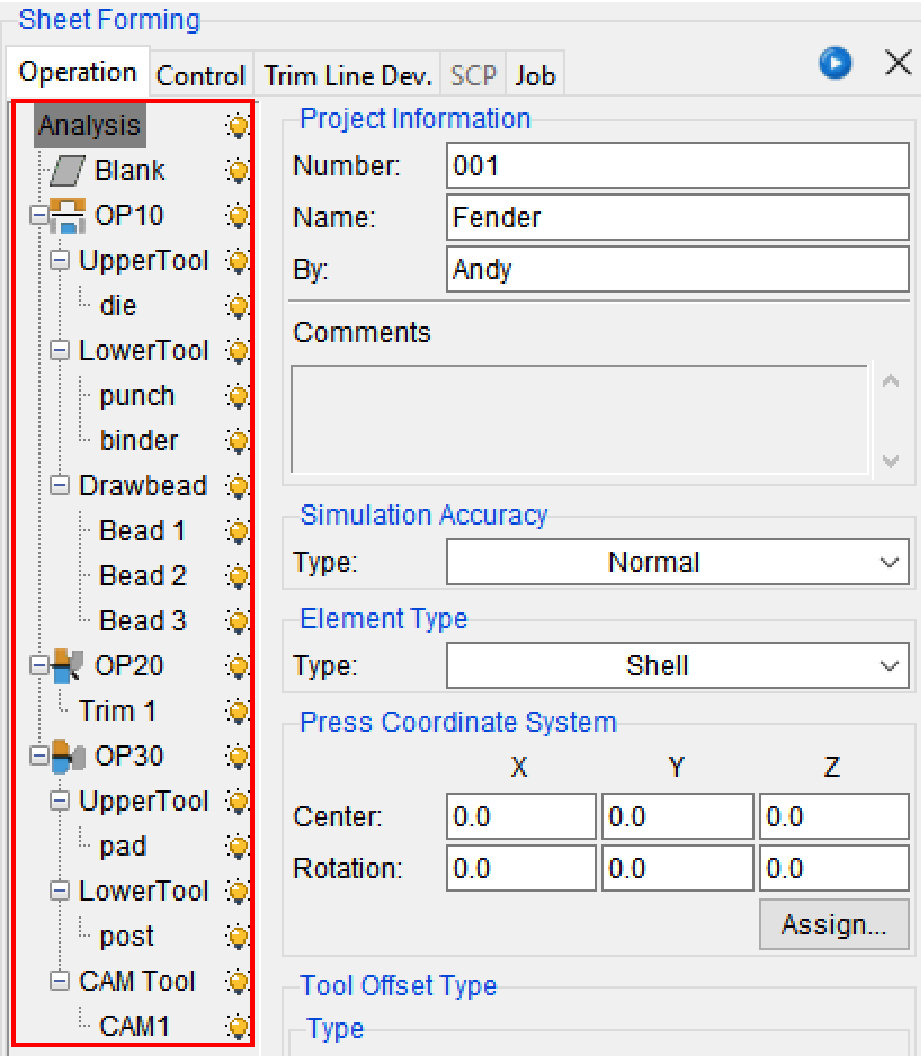 Sheet Forming
Operation Control Trim Line Dev. SCP Job
Analysis
Blank
OP10
UpperTool
die
LowerTool
punch
binder
Drawbead
Bead 1
Bead 2
Bead 3
OP20
Trim 1
OP30
UpperTool
pad
LowerTool
post
CAM Tool
CAM1
Project Information
Number: 001
Name: Fender
By: Andy
Comments
Simulation Accuracy
Type: Normal
Element Type
Type: Shell
Press Coordinate System
X Y Z
Center: 0.0 0.0 0.0
Rotation: 0.0 0.0 0.0
Assign...
Tool Offset Type
Type